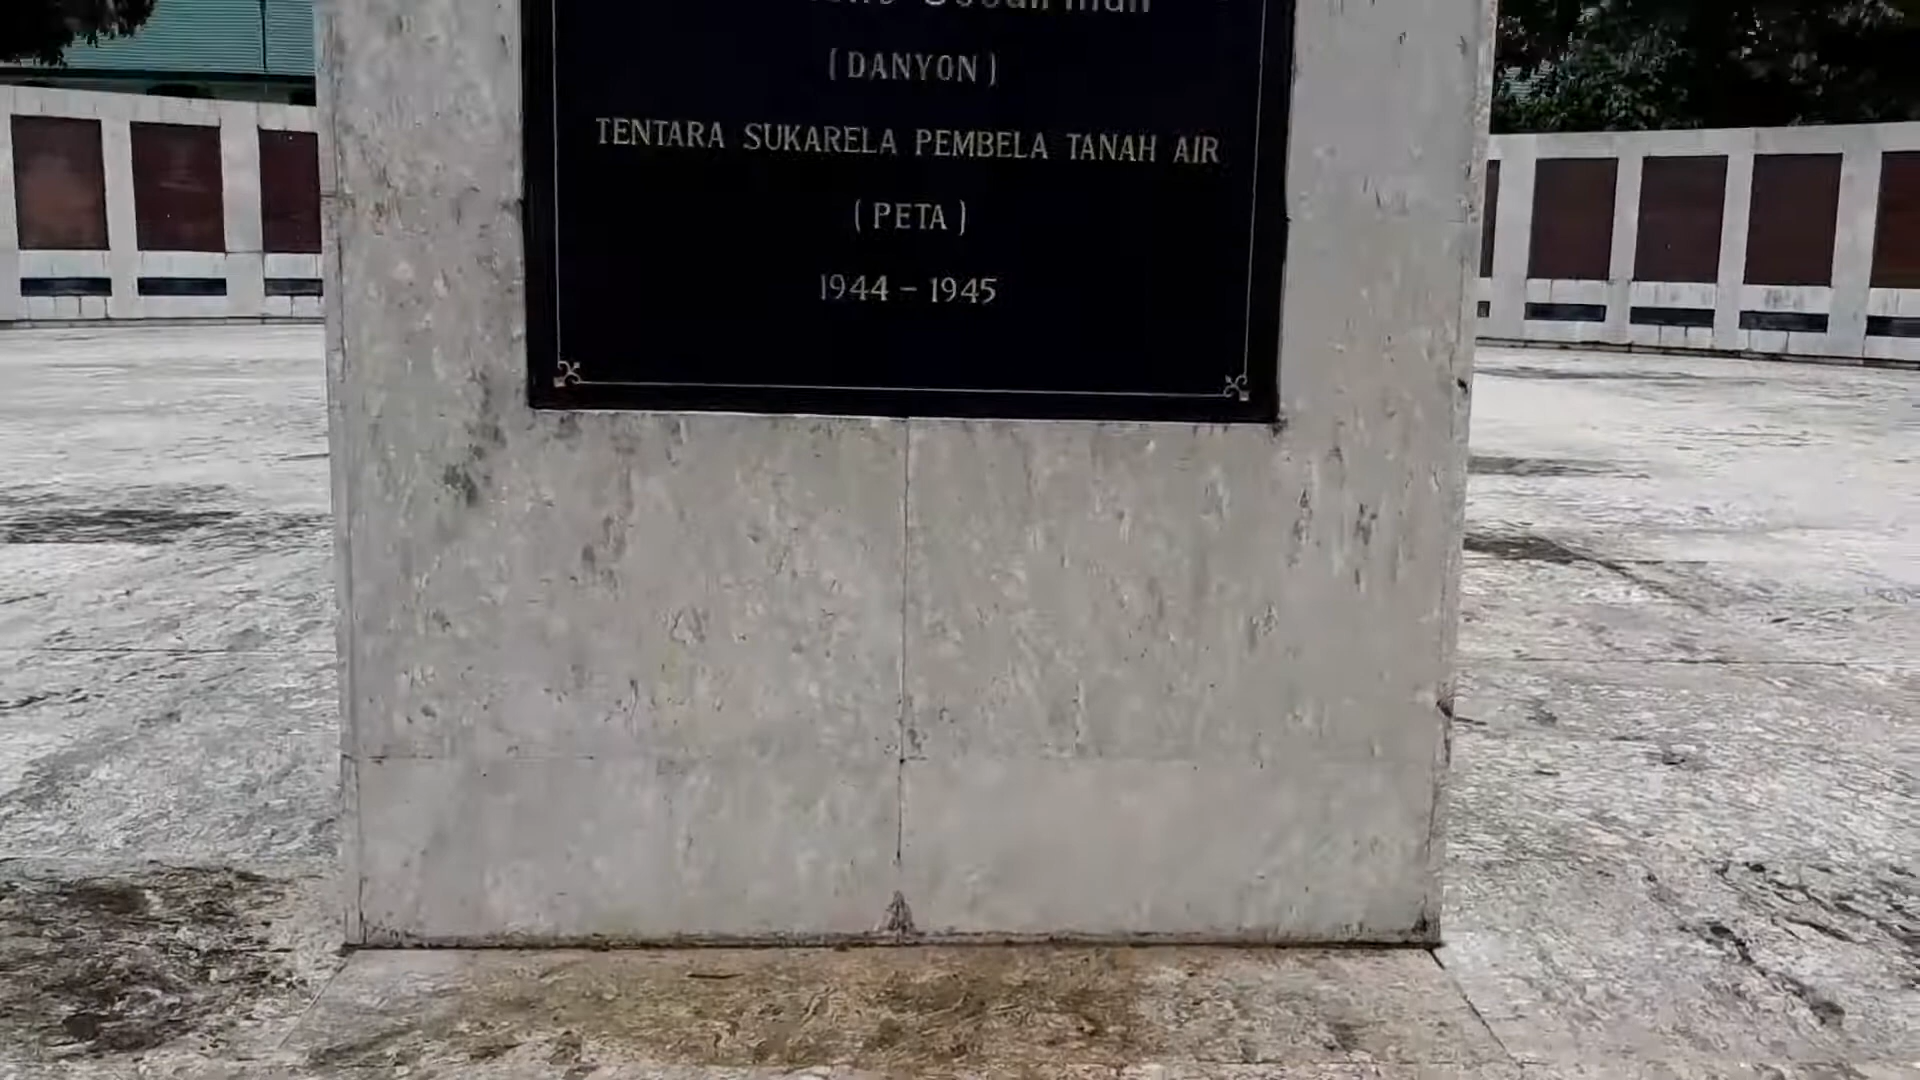 (DANYON)
TENTARA SUKARELA PEMBELA TANAH AIR
(PETA)
1944 - 1945